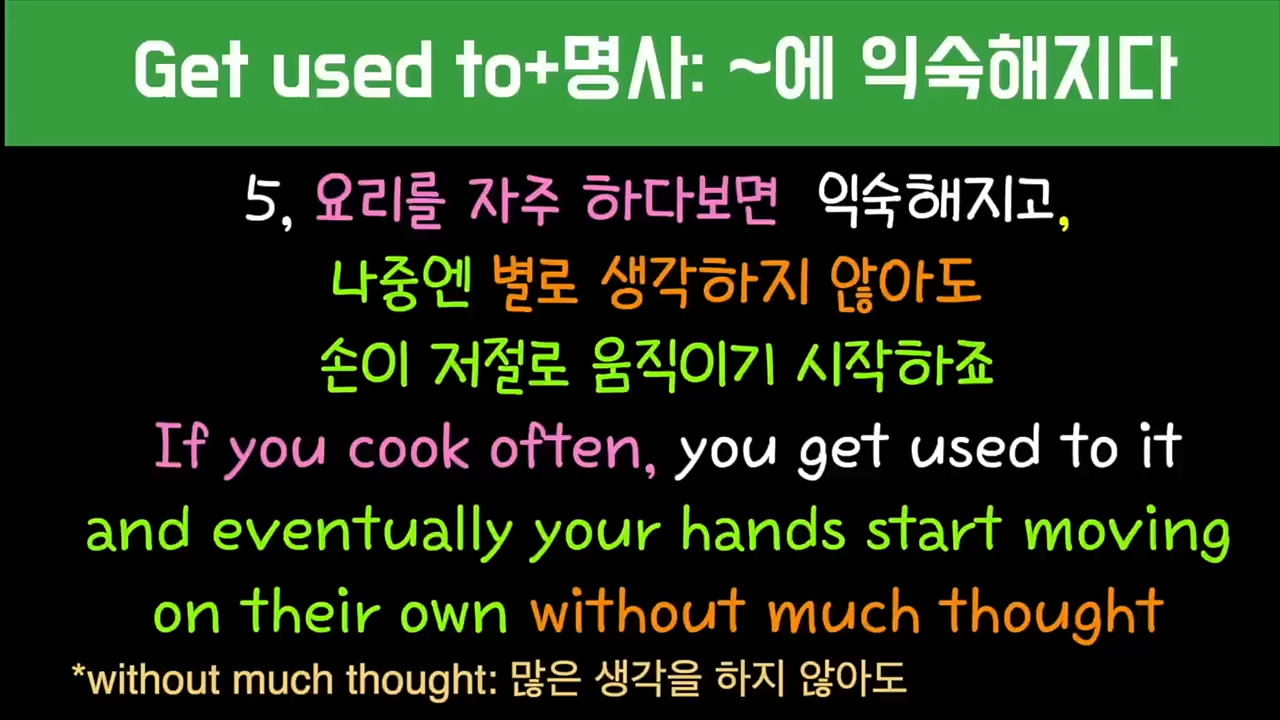 Get used to+명사: ~에 익숙해지다
5, 요리를 자주 하다보면 익숙해지고,
나중엔 별로 생각하지 않아도
손이 저절로 움직이기 시작하죠
If you cook often, you get used to it
and eventually your hands start moving
on their own without much thought
*without much thought: 많은 생각을 하지 않아도